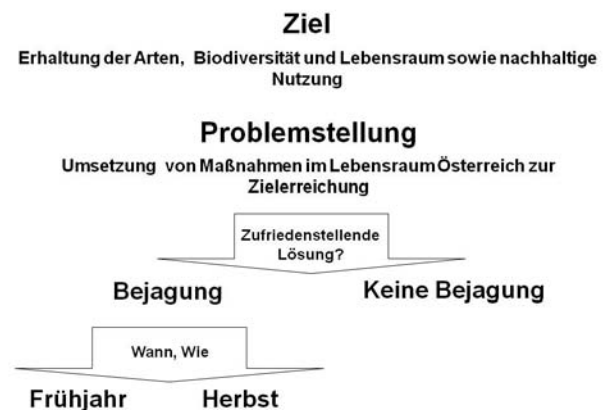 Ziel
Erhaltung der Arten, Biodiversität und Lebensraum sowie nachhaltige
Nutzung
Problemstellung
Umsetzung von Maßnahmen im Lebensraum Österreich zur
Zielerreichung
Zufriedenstellende
Lösung?
Bejagung Keine Bejagung
Wann, Wie
Frühjahr Herbst